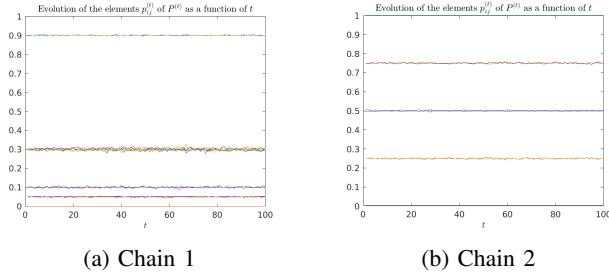 Evolution of the elements $p_{ij}^{(t)}$ of $P^{(t)}$ as a function of $t$
1
0.9
0.8
0.7
0.6
0.5
0.4
0.3
0.2
0.1
0
0 20 40 60 80 100
t
(a) Chain 1
Evolution of the elements $p_{ij}^{(t)}$ of $P^{(t)}$ as a function of $t$
1
0.9
0.8
0.7
0.6
0.5
0.4
0.3
0.2
0.1
0
0 20 40 60 80 100
t
(b) Chain 2